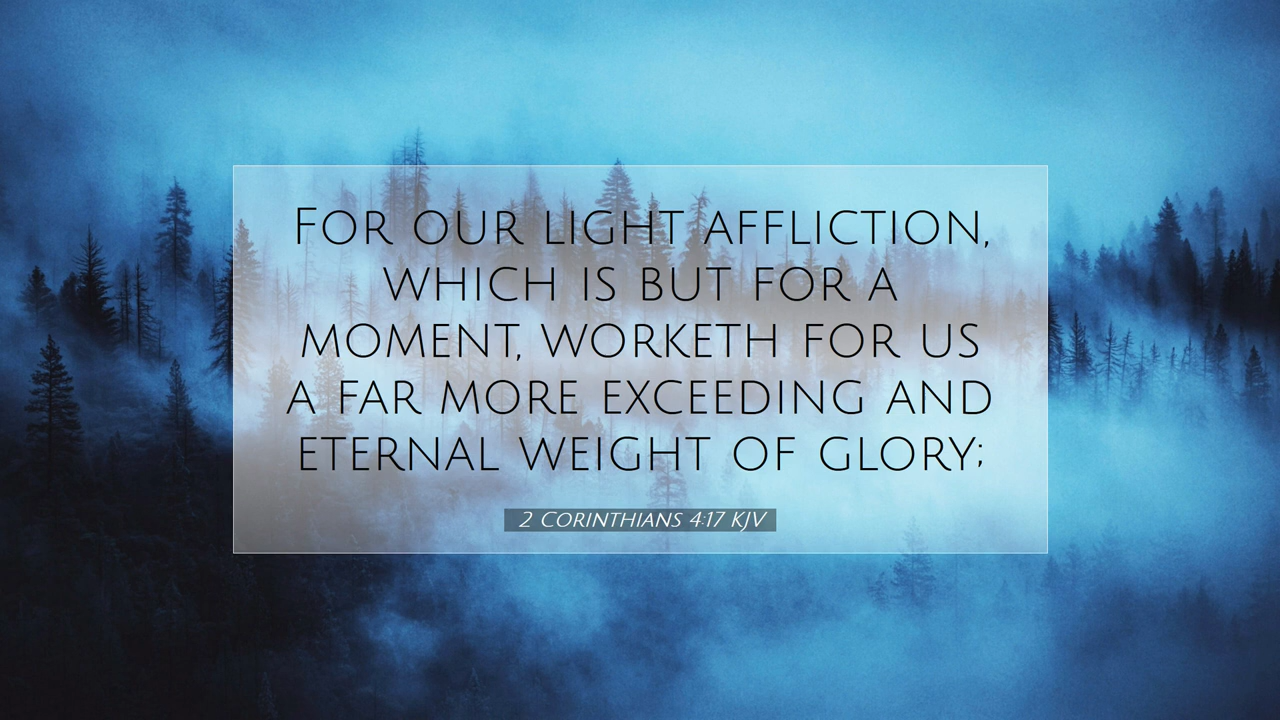 For our light affliction,
which is but for a
moment, worketh for us
a far more exceeding and
eternal weight of glory;
2 Corinthians 4:17 KJV